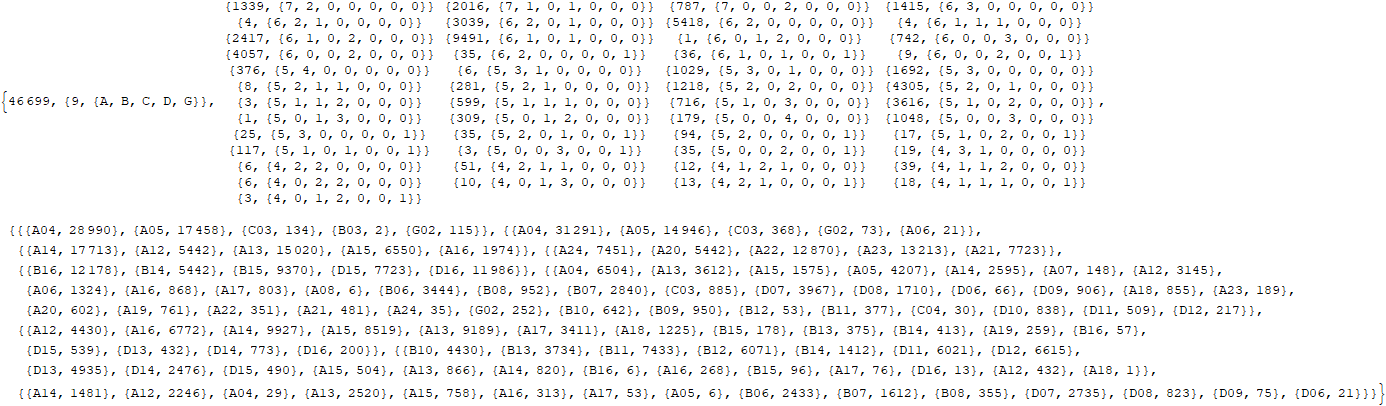 {1339, {7, 2, 0, 0, 0, 0, 0}} {2016, {7, 1, 0, 1, 0, 0, 0}} {787, {7, 0, 0, 2, 0, 0, 0}} {1415, {6, 3, 0, 0, 0, 0, 0}}
{4, {6, 2, 1, 0, 0, 0, 0}} {3039, {6, 2, 0, 1, 0, 0, 0}} {5418, {6, 2, 0, 0, 0, 0, 0}} {4, {6, 1, 1, 1, 0, 0, 0}}
{2417, {6, 1, 0, 2, 0, 0, 0}} {9491, {6, 1, 0, 1, 0, 0, 0}} {1, {6, 0, 1, 2, 0, 0, 0}} {742, {6, 0, 0, 3, 0, 0, 0}}
{4057, {6, 0, 0, 2, 0, 0, 0}} {35, {6, 2, 0, 0, 0, 0, 1}} {36, {6, 1, 0, 1, 0, 0, 1}} {9, {6, 0, 0, 2, 0, 0, 1}}
{376, {5, 4, 0, 0, 0, 0, 0}} {6, {5, 3, 1, 0, 0, 0, 0}} {1029, {5, 3, 0, 1, 0, 0, 0}} {1692, {5, 3, 0, 0, 0, 0, 0}}
{8, {5, 2, 1, 1, 0, 0, 0}} {281, {5, 2, 1, 0, 0, 0, 0}} {1218, {5, 2, 0, 2, 0, 0, 0}} {4305, {5, 2, 0, 1, 0, 0, 0}}
{46699, {9, {A, B, C, D, G}}, {3, {5, 1, 1, 2, 0, 0, 0}} {599, {5, 1, 1, 1, 0, 0, 0}} {716, {5, 1, 0, 3, 0, 0, 0}} {3616, {5, 1, 0, 2, 0, 0, 0}} ,
{1, {5, 0, 1, 3, 0, 0, 0}} {309, {5, 0, 1, 2, 0, 0, 0}} {179, {5, 0, 0, 4, 0, 0, 0}} {1048, {5, 0, 0, 3, 0, 0, 0}}
{25, {5, 3, 0, 0, 0, 0, 1}} {35, {5, 2, 0, 1, 0, 0, 1}} {94, {5, 2, 0, 0, 0, 0, 1}} {17, {5, 1, 0, 2, 0, 0, 1}}
{117, {5, 1, 0, 1, 0, 0, 1}} {3, {5, 0, 0, 3, 0, 0, 1}} {35, {5, 0, 0, 2, 0, 0, 1}} {19, {4, 3, 1, 0, 0, 0, 0}}
{6, {4, 2, 2, 0, 0, 0, 0}} {51, {4, 2, 1, 1, 0, 0, 0}} {12, {4, 1, 2, 1, 0, 0, 0}} {39, {4, 1, 1, 2, 0, 0, 0}}
{6, {4, 0, 2, 2, 0, 0, 0}} {10, {4, 0, 1, 3, 0, 0, 0}} {13, {4, 2, 1, 0, 0, 0, 1}} {18, {4, 1, 1, 1, 0, 0, 1}}
{3, {4, 0, 1, 2, 0, 0, 1}}
{{{A04, 28990}, {A05, 17458}, {C03, 134}, {B03, 2}, {G02, 115}}, {{A04, 31291}, {A05, 14946}, {C03, 368}, {G02, 73}, {A06, 21}},
{{A14, 17713}, {A12, 5442}, {A13, 15020}, {A15, 6550}, {A16, 1974}}, {{A24, 7451}, {A20, 5442}, {A22, 12870}, {A23, 13213}, {A21, 7723}},
{{B16, 12178}, {B14, 5442}, {B15, 9370}, {D15, 7723}, {D16, 11986}}, {{A04, 6504}, {A13, 3612}, {A15, 1575}, {A05, 4207}, {A14, 2595}, {A07, 148}, {A12, 3145},
{A06, 1324}, {A16, 868}, {A17, 803}, {A08, 6}, {B06, 3444}, {B08, 952}, {B07, 2840}, {C03, 885}, {D07, 3967}, {D08, 1710}, {D06, 66}, {D09, 906}, {A18, 855}, {A23, 189},
{A20, 602}, {A19, 761}, {A22, 351}, {A21, 481}, {A24, 35}, {G02, 252}, {B10, 642}, {B09, 950}, {B12, 53}, {B11, 377}, {C04, 30}, {D10, 838}, {D11, 509}, {D12, 217}},
{{A12, 4430}, {A16, 6772}, {A14, 9927}, {A15, 8519}, {A13, 9189}, {A17, 3411}, {A18, 1225}, {B15, 178}, {B13, 375}, {B14, 413}, {A19, 259}, {B16, 57},
{D15, 539}, {D13, 432}, {D14, 773}, {D16, 200}}, {{B10, 4430}, {B13, 3734}, {B11, 7433}, {B12, 6071}, {B14, 1412}, {D11, 6021}, {D12, 6615},
{D13, 4935}, {D14, 2476}, {D15, 490}, {A15, 504}, {A13, 866}, {A14, 820}, {B16, 6}, {A16, 268}, {B15, 96}, {A17, 76}, {D16, 13}, {A12, 432}, {A18, 1}},
{{A14, 1481}, {A12, 2246}, {A04, 29}, {A13, 2520}, {A15, 758}, {A16, 313}, {A17, 53}, {A05, 6}, {B06, 2433}, {B07, 1612}, {B08, 355}, {D07, 2735}, {D08, 823}, {D09, 75}, {D06, 21}}}}